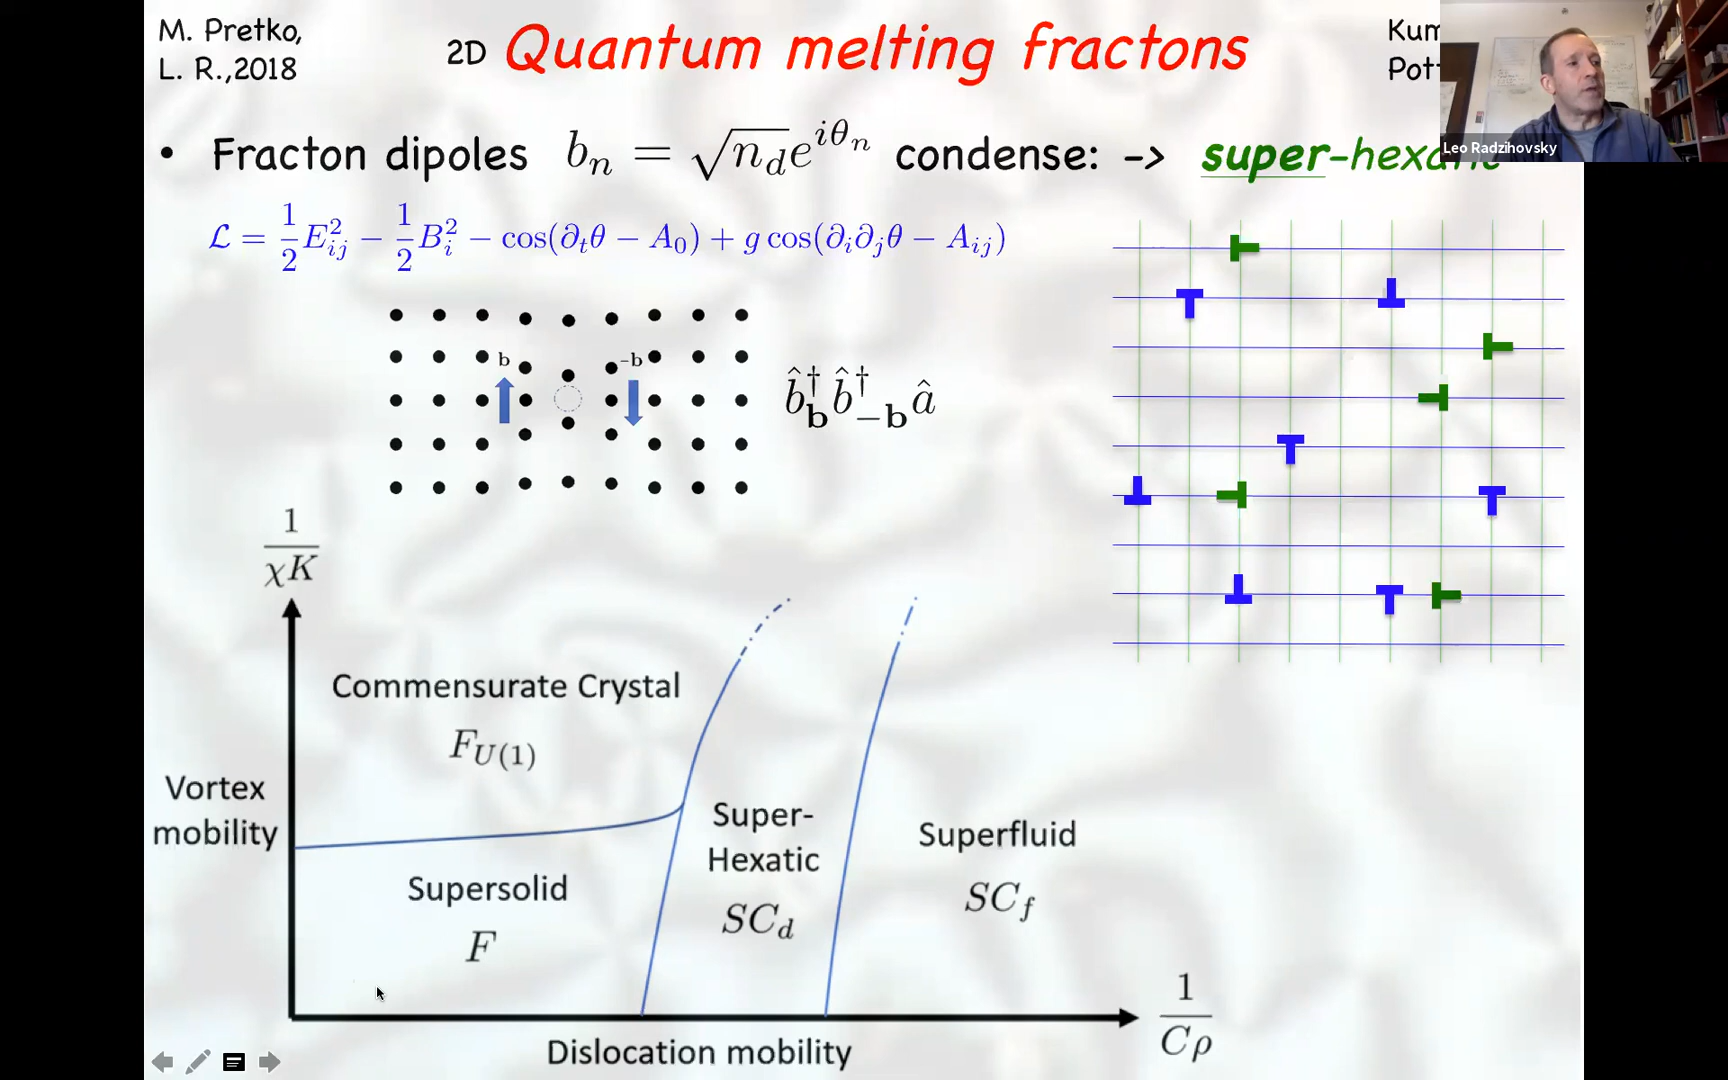 M. Pretko,
L. R.,2018
2D Quantum melting fractons
Kum
Pot
• Fracton dipoles b_n = √n_d e^{iθ_n} condense: -> super-hexatic
Leo Radzihovsky
ℒ = 1/2 E_{ij}^2 − 1/2 B_i^2 − cos(∂_tθ − A_0) + g cos(∂_i∂_jθ − A_{ij})
b −b
b̂†_b b̂†_{−b} â
1/χK
Commensurate Crystal
F_{U(1)}
Vortex
mobility
Super-
Hexatic
SC_d
Superfluid
SC_f
Supersolid
F
1/Cρ
Dislocation mobility